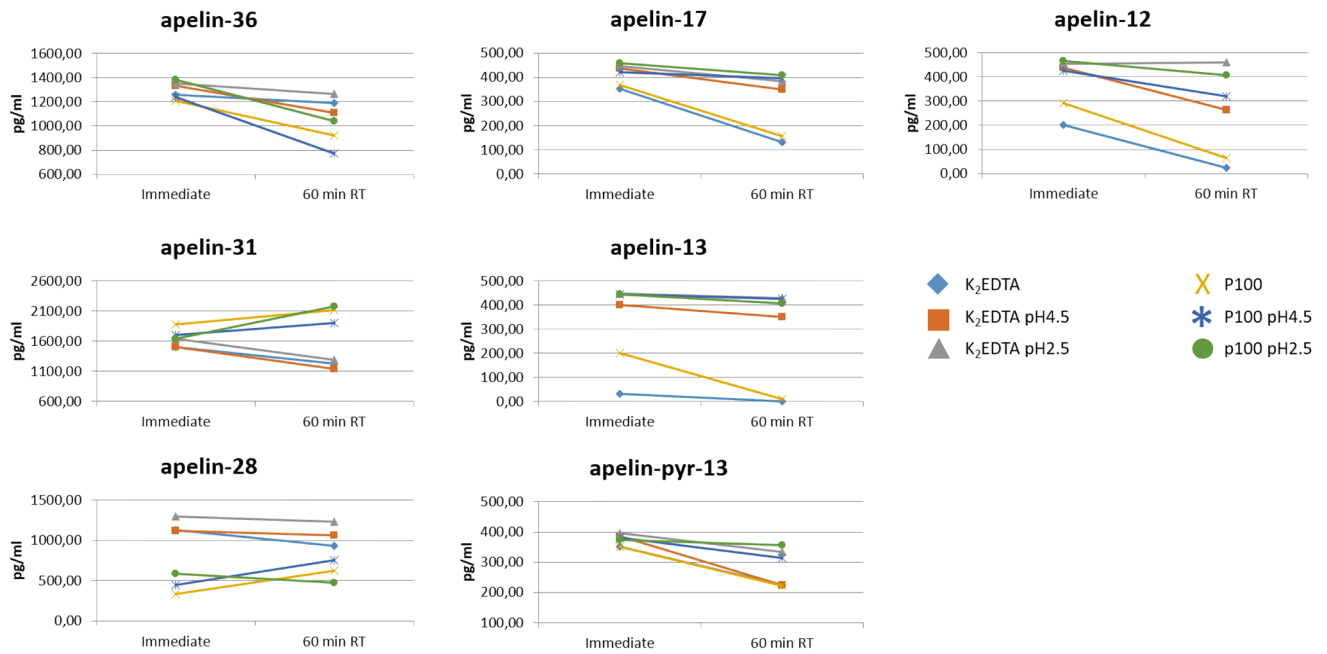 apelin-36
pg/ml
1600,00
1400,00
1200,00
1000,00
800,00
600,00
Immediate
60 min RT
apelin-17
pg/ml
500,00
400,00
300,00
200,00
100,00
0,00
Immediate
60 min RT
apelin-12
pg/ml
500,00
400,00
300,00
200,00
100,00
0,00
Immediate
60 min RT
apelin-31
pg/ml
2600,00
2100,00
1600,00
1100,00
600,00
Immediate
60 min RT
apelin-13
pg/ml
500,00
400,00
300,00
200,00
100,00
0,00
Immediate
60 min RT
K₂EDTA
K₂EDTA pH4.5
K₂EDTA pH2.5
P100
P100 pH4.5
p100 pH2.5
apelin-28
pg/ml
1500,00
1000,00
500,00
0,00
Immediate
60 min RT
apelin-pyr-13
pg/ml
500,00
400,00
300,00
200,00
100,00
Immediate
60 min RT